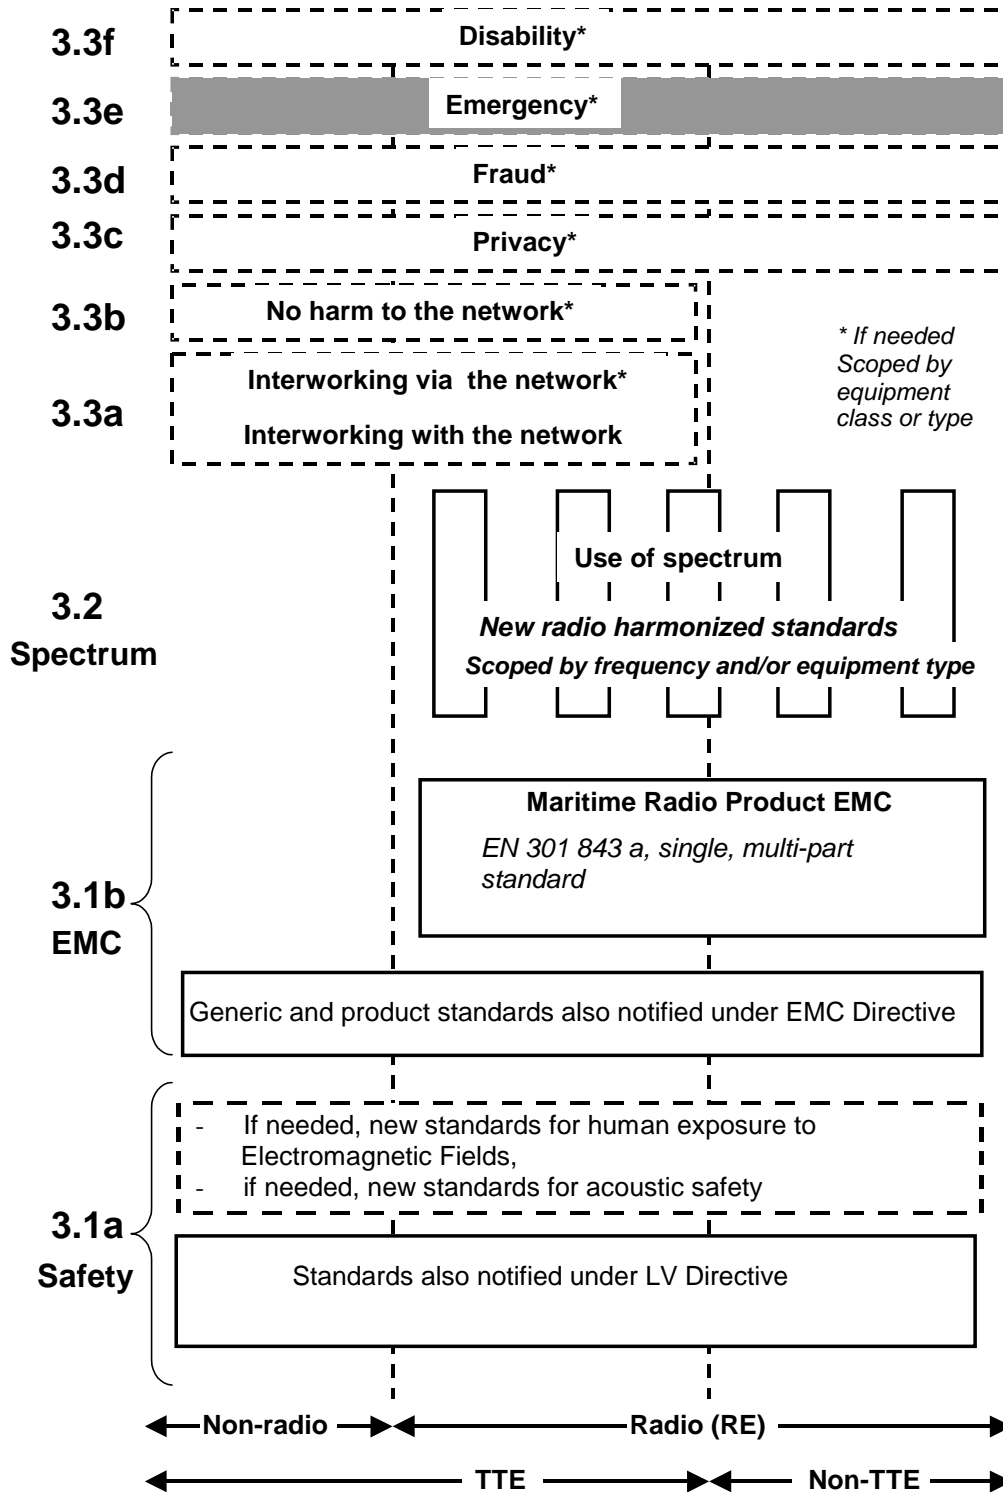 3.3f
Disability*
3.3e
Emergency*
3.3d
Fraud*
3.3c
Privacy*
3.3b
No harm to the network*
3.3a
Interworking via the network*
Interworking with the network
* If needed
Scoped by
equipment
class or type
3.2
Spectrum
Use of spectrum
New radio harmonized standards
Scoped by frequency and/or equipment type
3.1b
EMC
Maritime Radio Product EMC
EN 301 843 a, single, multi-part
standard
Generic and product standards also notified under EMC Directive
3.1a
Safety
- If needed, new standards for human exposure to
Electromagnetic Fields,
- if needed, new standards for acoustic safety
Standards also notified under LV Directive
Non-radio
Radio (RE)
TTE
Non-TTE